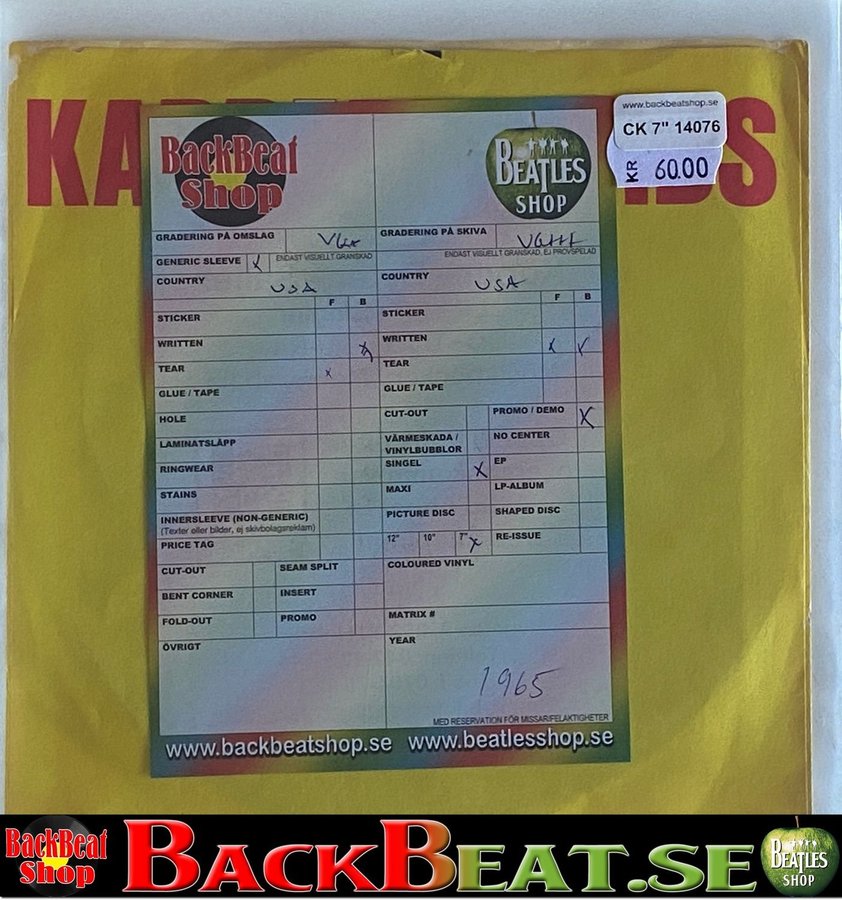 KA
DS
www.backbeatshop.se
CK 7" 14076
KR 60.00
BackBeat
Shop
BEATLES
SHOP
GRADERING PÅ OMSLAG
GRADERING PÅ SKIVA
ENDAST VISUELLT GRANSKAD
ENDAST VISUELLT GRANSKAD, EJ PROVSPELAD
GENERIC SLEEVE X
COUNTRY USA
COUNTRY USA
F B
F B
STICKER
STICKER
WRITTEN X
WRITTEN X X
TEAR X
TEAR
GLUE / TAPE
GLUE / TAPE
HOLE
CUT-OUT
PROMO / DEMO X
LAMINATSLÄPP
VÄRMESKADA /
VINYLBUBBLOR
NO CENTER
RINGWEAR
SINGEL X
EP
STAINS
MAXI
LP-ALBUM
INNERSLEEVE (NON-GENERIC)
(Texter eller bilder, ej skivbolagsreklam)
PICTURE DISC
SHAPED DISC
PRICE TAG
12" 10" 7" X
RE-ISSUE
CUT-OUT
SEAM SPLIT
COLOURED VINYL
BENT CORNER
INSERT
FOLD-OUT
PROMO
MATRIX #
ÖVRIGT
YEAR
1965
MED RESERVATION FÖR MISSAR/FELAKTIGHETER
www.backbeatshop.se www.beatlesshop.se
BackBeat
Shop
BACKBEAT.SE
BEATLES
SHOP